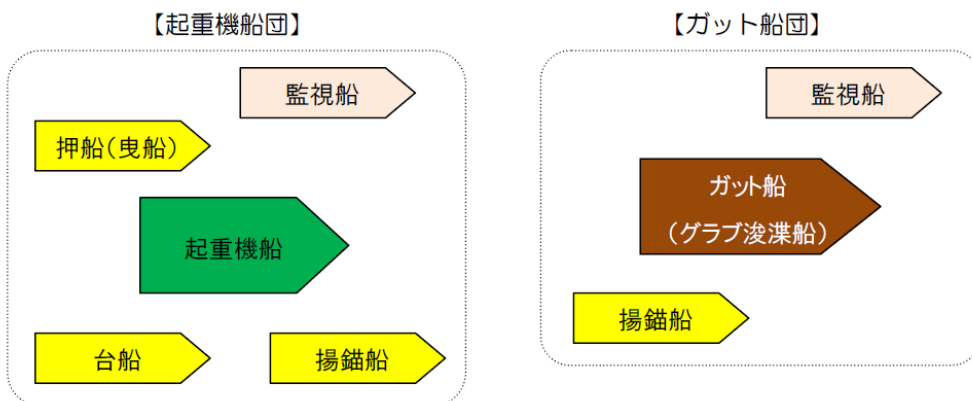 【起重機船団】
監視船
押船(曳船)
起重機船
台船
揚錨船
【ガット船団】
監視船
ガット船
(グラブ浚渫船)
揚錨船